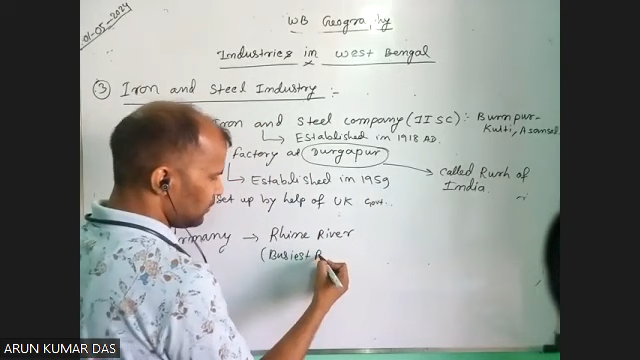 01-05-2024
WB Geography
Industries in West Bengal
③ Iron and Steel Industry :-
Iron and Steel company (IISC) : Burnpur-
Kulti, Asansol
Established in 1918 AD.
factory at Durgapur
called Ruhr of
India.
Established in 1959
Set up by help of UK Govt.
rmany → Rhine River
(Busiest R
ARUN KUMAR DAS